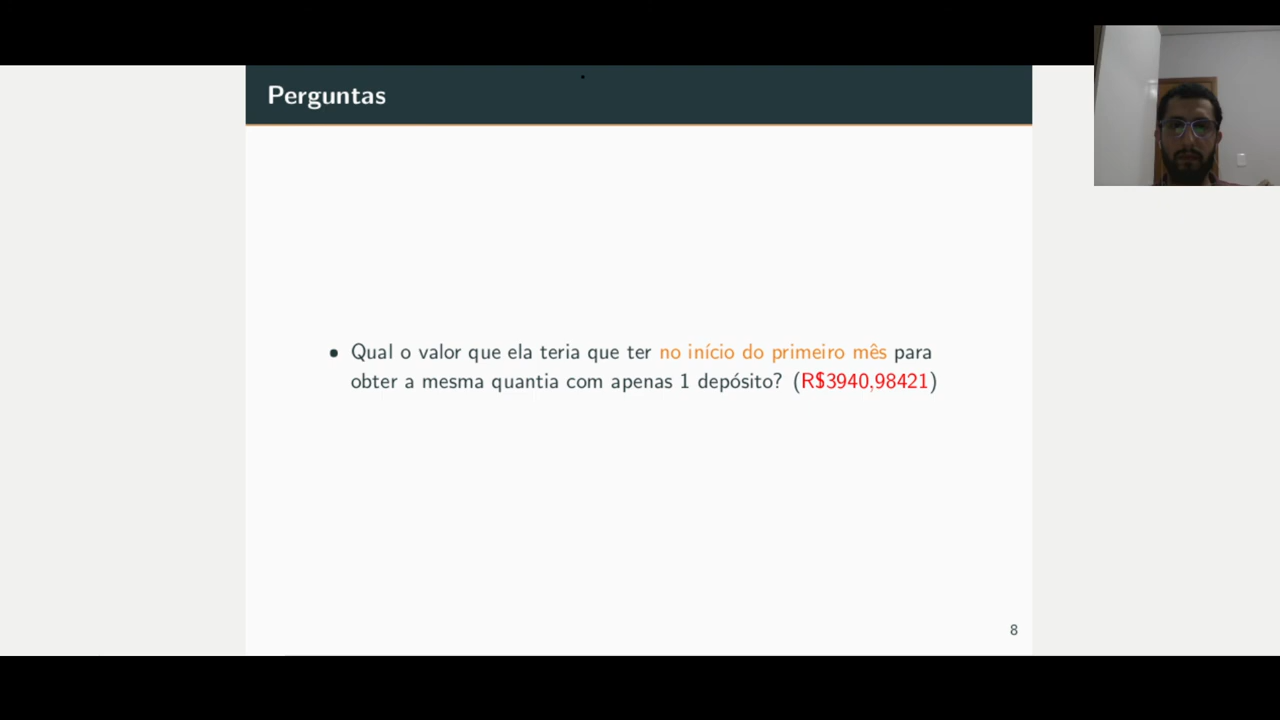 Perguntas
• Qual o valor que ela teria que ter no início do primeiro mês para
obter a mesma quantia com apenas 1 depósito? (R$3940,98421)
8